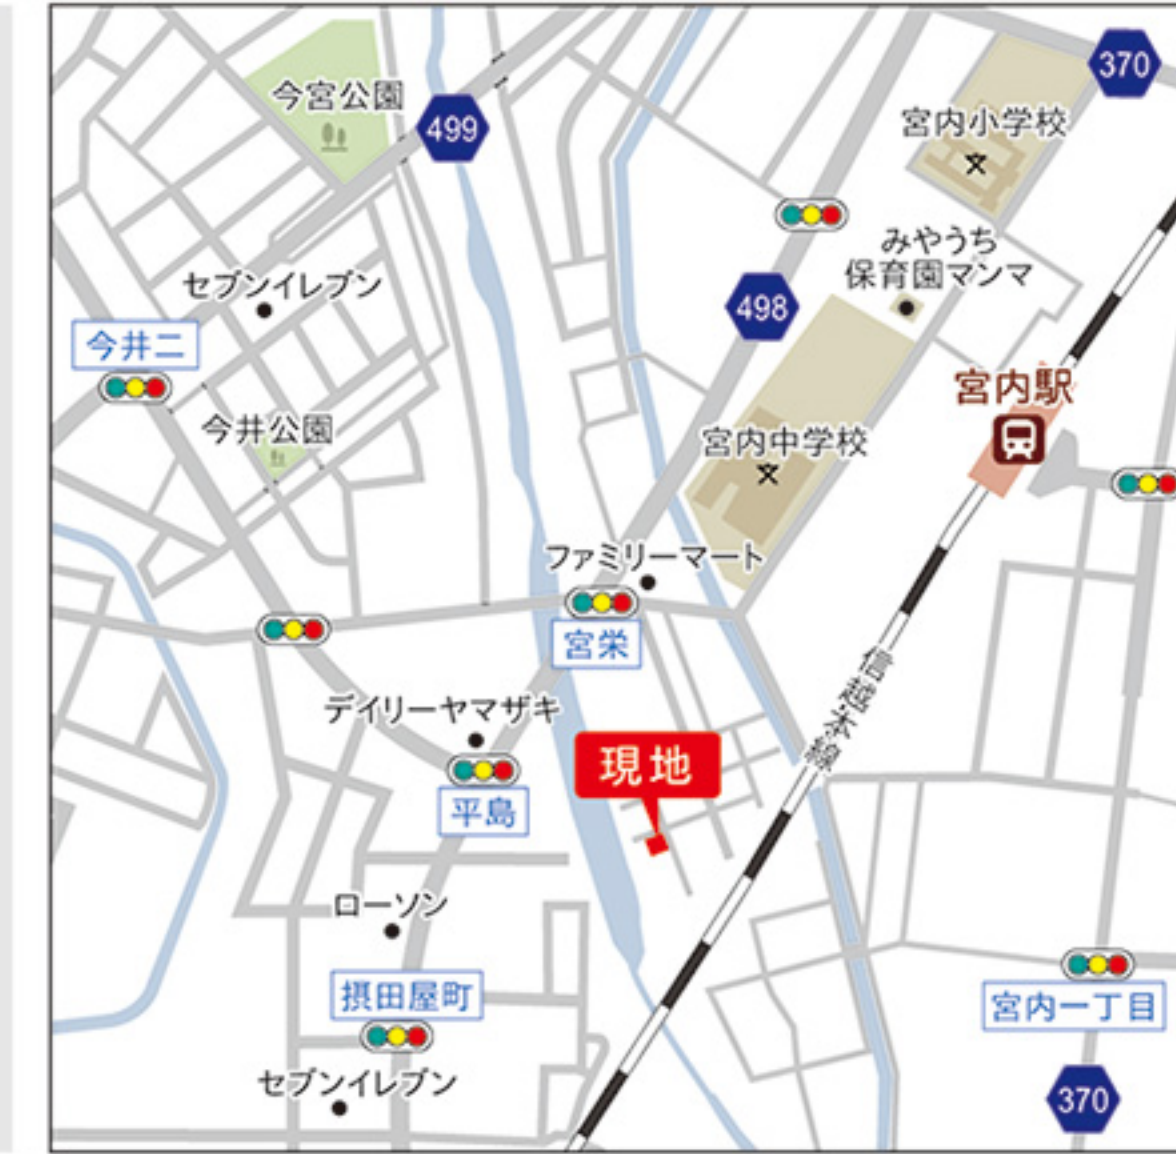 370
今宮公園
499
宮内小学校
みやうち
保育園マンマ
セブンイレブン
498
今井二
宮内駅
今井公園
宮内中学校
ファミリーマート
宮栄
信越本線
デイリーヤマザキ
現地
平島
ローソン
摂田屋町
宮内一丁目
セブンイレブン
370